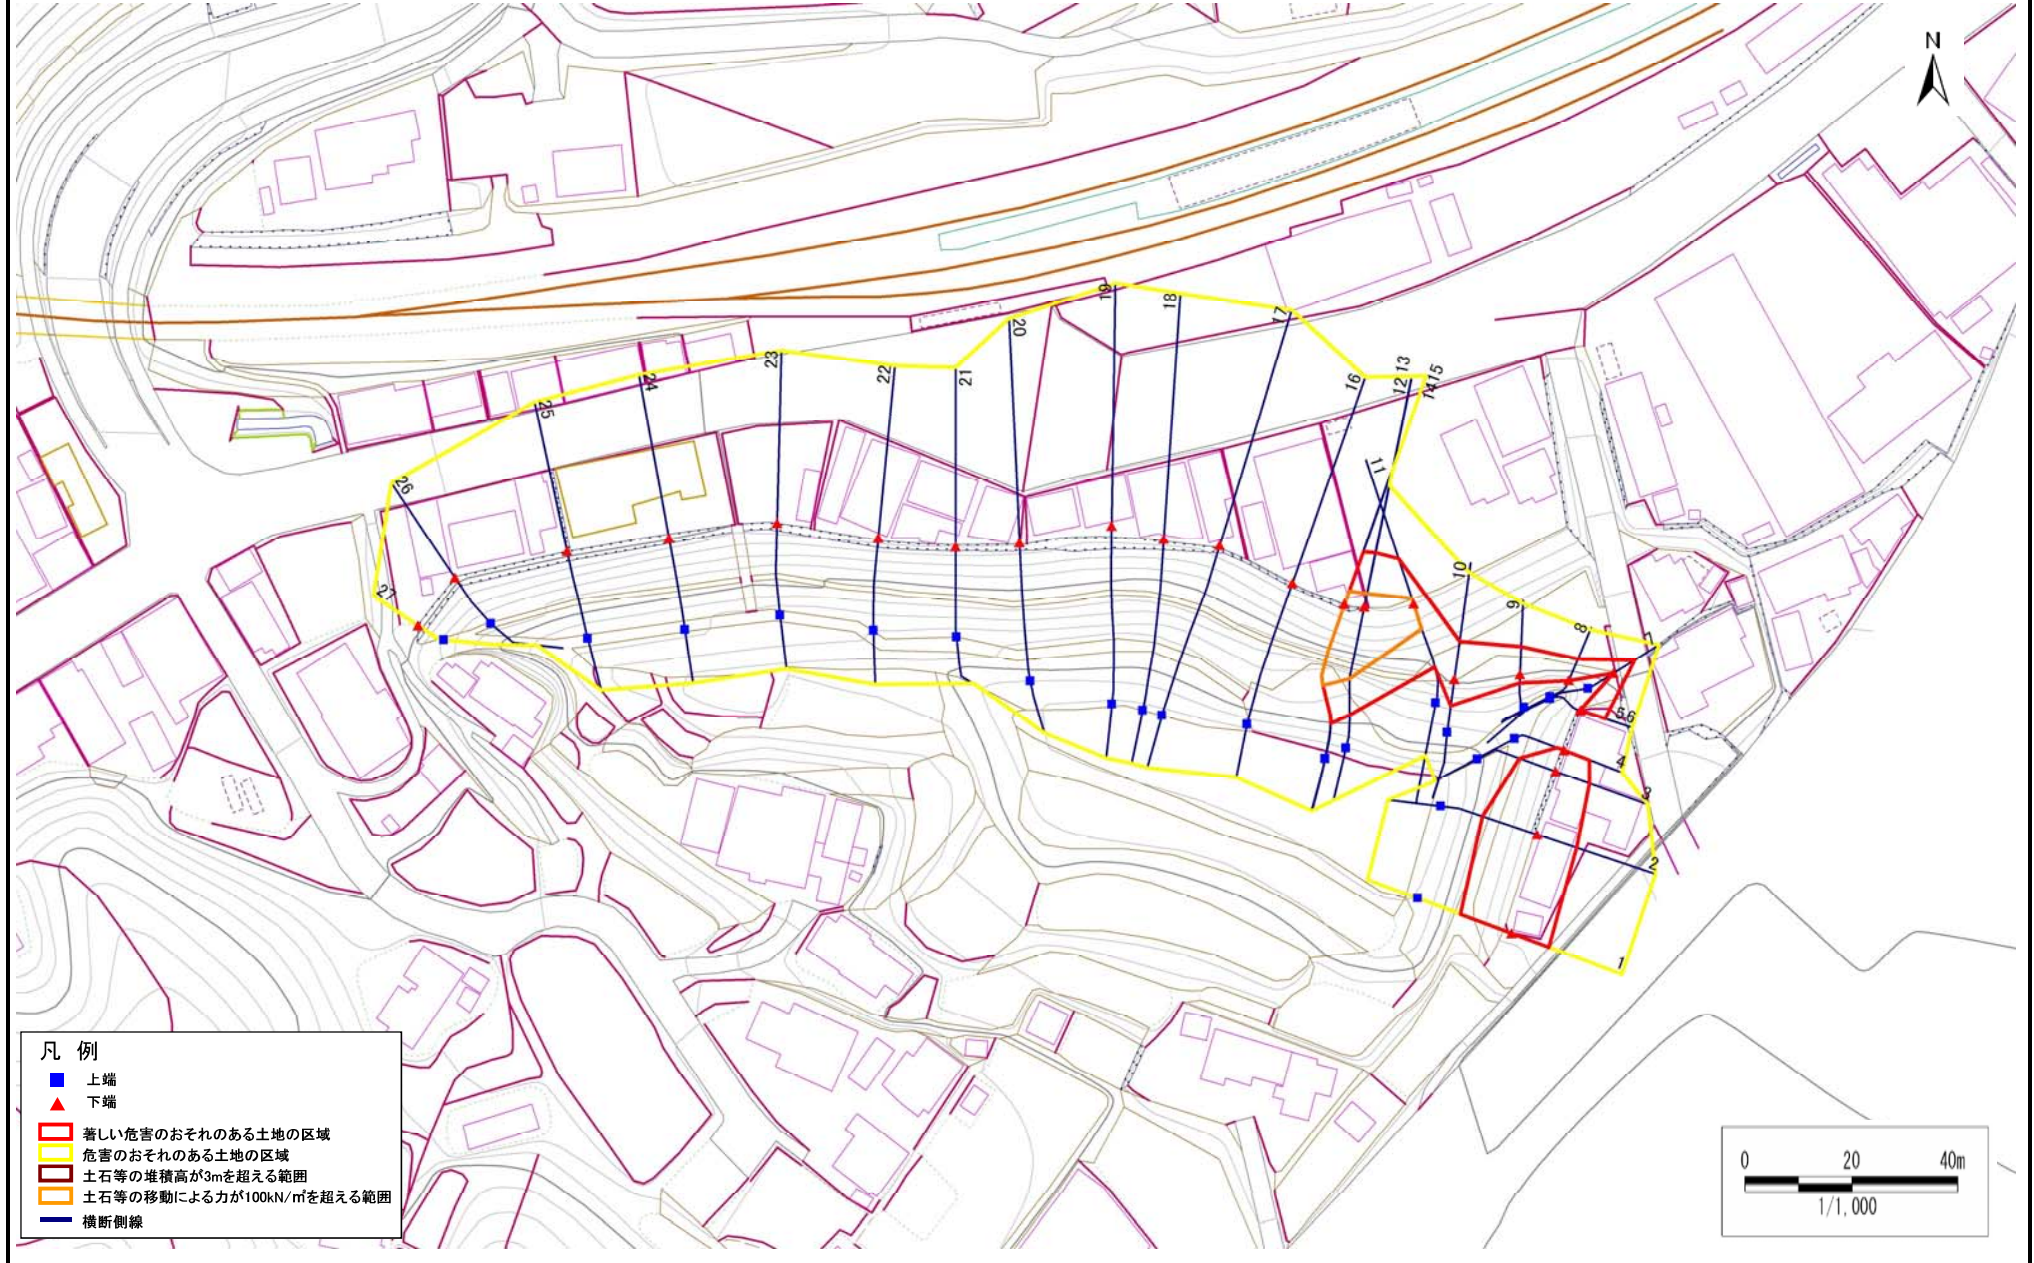 N
19
18
17
20
23
22
21
24
25
16
12 13
14 15
11
26
27
10
9
8
7
5 6
4
3
2
1
凡 例
上端
下端
著しい危害のおそれのある土地の区域
危害のおそれのある土地の区域
土石等の堆積高が3mを超える範囲
土石等の移動による力が100kN/㎡を超える範囲
横断側線
0 20 40m
1/1,000